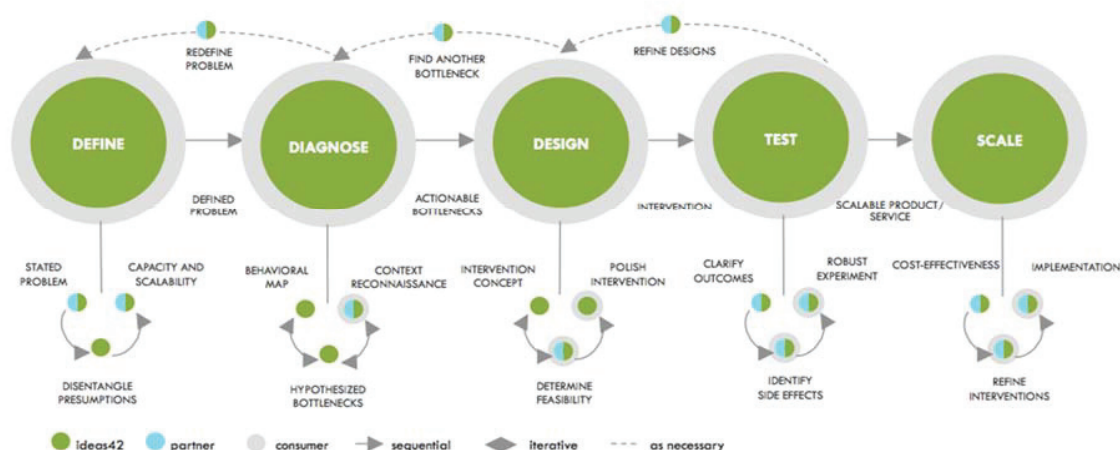 REDEFINE
PROBLEM
FIND ANOTHER
BOTTLENECK
REFINE DESIGNS
DEFINE
DIAGNOSE
DESIGN
TEST
SCALE
DEFINED
PROBLEM
ACTIONABLE
BOTTLENECKS
INTERVENTION
SCALABLE PRODUCT/
SERVICE
STATED
PROBLEM
CAPACITY AND
SCALABILITY
DISENTANGLE
PRESUMPTIONS
BEHAVIORAL
MAP
CONTEXT
RECONNAISSANCE
HYPOTHESIZED
BOTTLENECKS
INTERVENTION
CONCEPT
POLISH
INTERVENTION
DETERMINE
FEASIBILITY
CLARIFY
OUTCOMES
ROBUST
EXPERIMENT
IDENTIFY
SIDE EFFECTS
COST-EFFECTIVENESS
IMPLEMENTATION
REFINE
INTERVENTIONS
ideas42 partner consumer sequential iterative as necessary